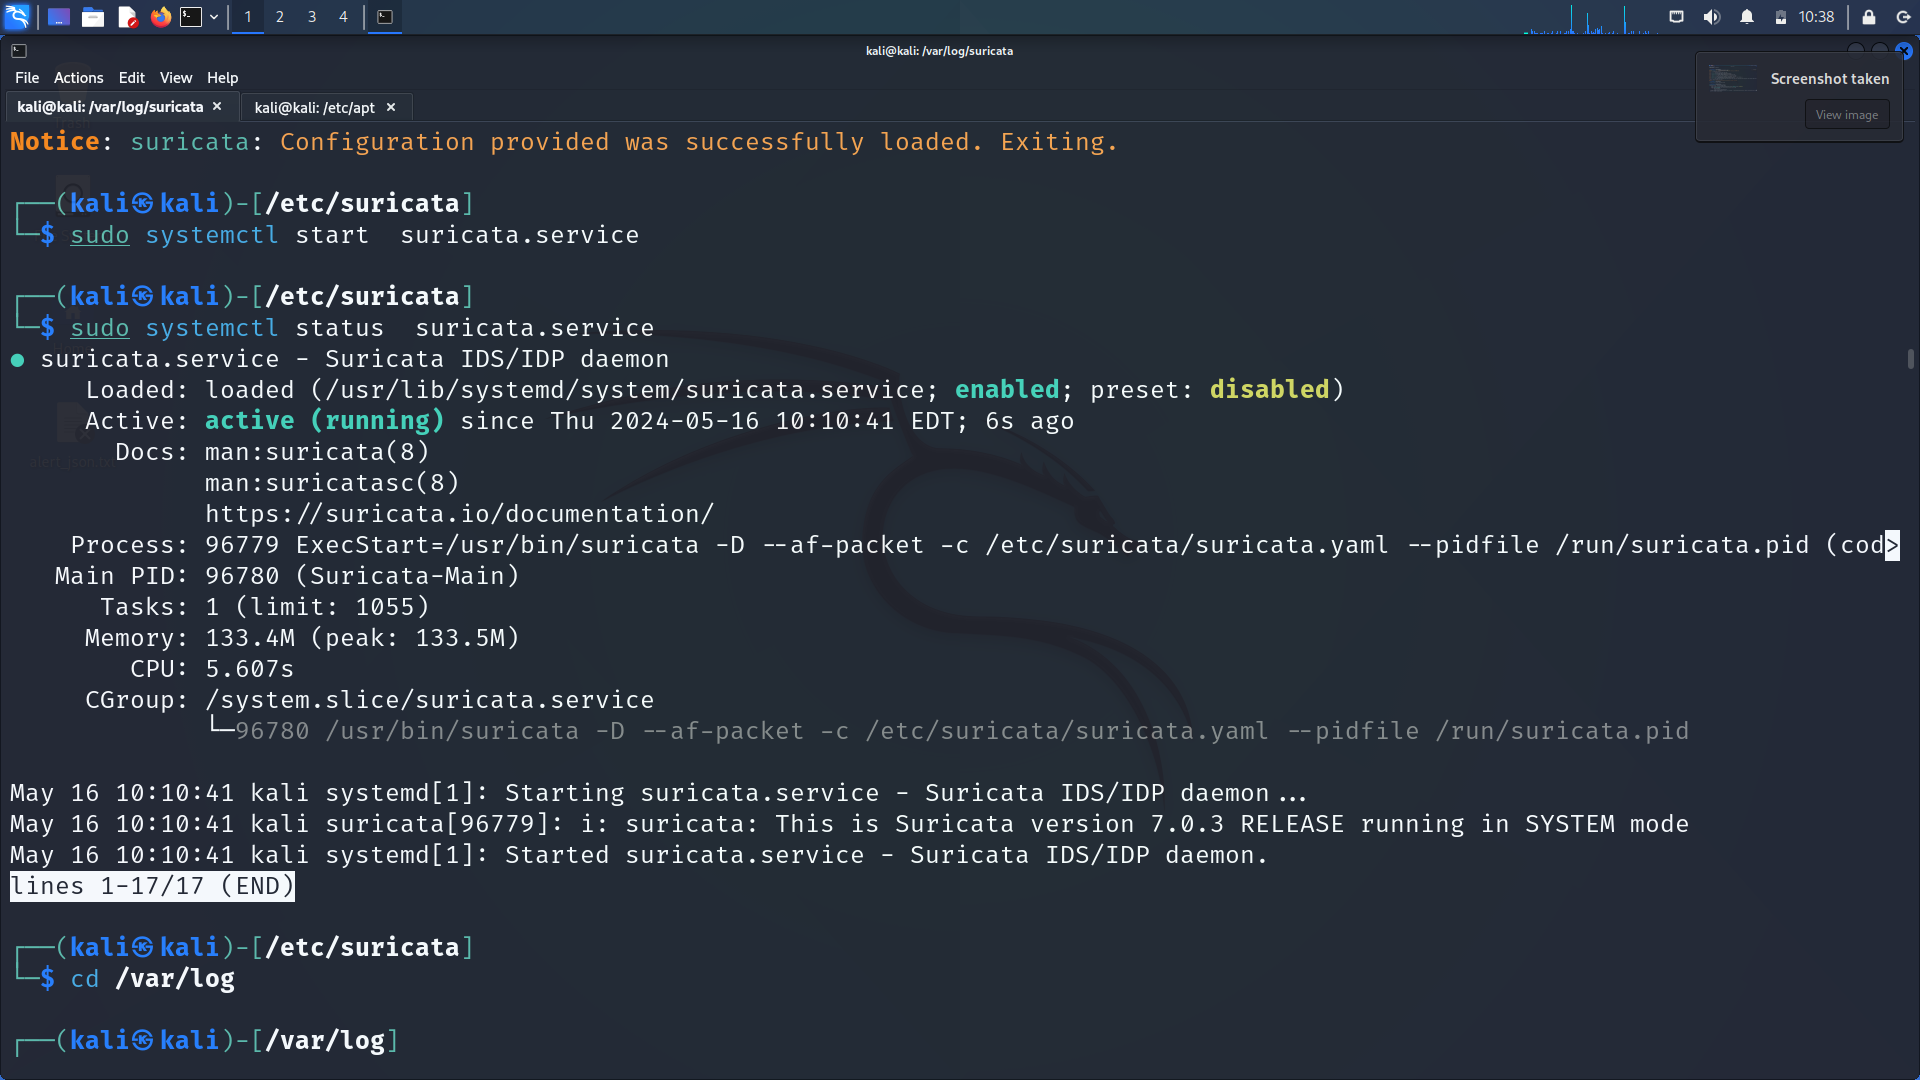 1 2 3 4
10:38
kali@kali: /var/log/suricata
File Actions Edit View Help
Screenshot taken
View image
kali@kali: /var/log/suricata × kali@kali: /etc/apt ×
Notice: suricata: Configuration provided was successfully loaded. Exiting.
┌──(kali㉿kali)-[/etc/suricata]
└─$ sudo systemctl start  suricata.service
┌──(kali㉿kali)-[/etc/suricata]
└─$ sudo systemctl status  suricata.service
● suricata.service - Suricata IDS/IDP daemon
Loaded: loaded (/usr/lib/systemd/system/suricata.service; enabled; preset: disabled)
Active: active (running) since Thu 2024-05-16 10:10:41 EDT; 6s ago
Docs: man:suricata(8)
man:suricatasc(8)
https://suricata.io/documentation/
Process: 96779 ExecStart=/usr/bin/suricata -D --af-packet -c /etc/suricata/suricata.yaml --pidfile /run/suricata.pid (cod>
Main PID: 96780 (Suricata-Main)
Tasks: 1 (limit: 1055)
Memory: 133.4M (peak: 133.5M)
CPU: 5.607s
CGroup: /system.slice/suricata.service
└─96780 /usr/bin/suricata -D --af-packet -c /etc/suricata/suricata.yaml --pidfile /run/suricata.pid
May 16 10:10:41 kali systemd[1]: Starting suricata.service - Suricata IDS/IDP daemon...
May 16 10:10:41 kali suricata[96779]: i: suricata: This is Suricata version 7.0.3 RELEASE running in SYSTEM mode
May 16 10:10:41 kali systemd[1]: Started suricata.service - Suricata IDS/IDP daemon.
lines 1-17/17 (END)
┌──(kali㉿kali)-[/etc/suricata]
└─$ cd /var/log
┌──(kali㉿kali)-[/var/log]